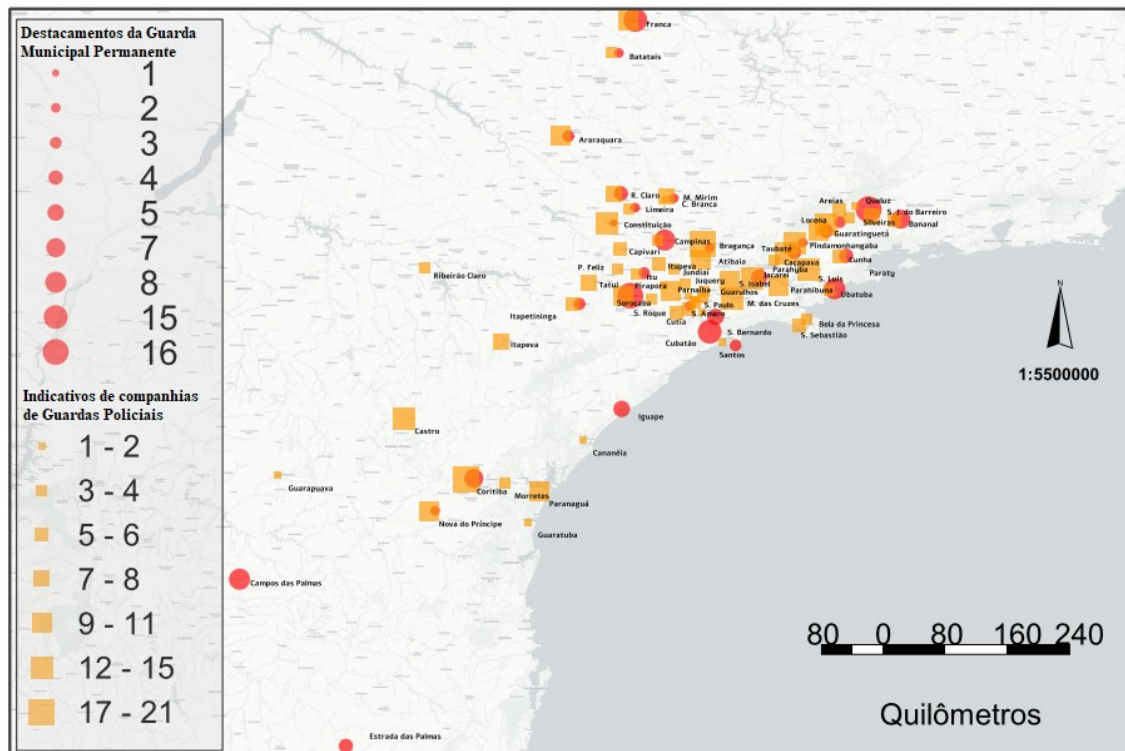 Destacamentos da Guarda
Municipal Permanente
1
2
3
4
5
7
8
15
16
Indicativos de companhias
de Guardas Policiais
1 - 2
3 - 4
5 - 6
7 - 8
9 - 11
12 - 15
17 - 21
Franca
Batatais
Araraquara
R. Claro
M. Mirim
C. Branca
Limeira
Constituição
Campinas
Bragança
Capivari
Atibaia
Itupeva
Jundiaí
P. Feliz
Itu
Juquery
Tatuí
Pirapora
Parnaíba
Guarulhos
S. Isabel
Jacareí
Sorocaba
S. Paulo
M. das Cruzes
S. Roque
S. Amaro
Cutia
Itapetininga
Itapeva
Ribeirão Claro
Cubatão
S. Bernardo
Santos
Areias
Queluz
S. J. do Barreiro
Lorena
Silveiras
Bananal
Guaratinguetá
Taubaté
Pindamonhangaba
Caçapava
Cunha
Parahyba
Paraty
S. Luis
Parahibuna
Ubatuba
Bela da Princesa
S. Sebastião
Iguape
Castro
Cananéia
Guarapuava
Coritiba
Morretes
Paranaguá
Nova do Príncipe
Guaratuba
Campos das Palmas
Estrada das Palmas
N
1:5500000
80 0 80 160 240
Quilômetros